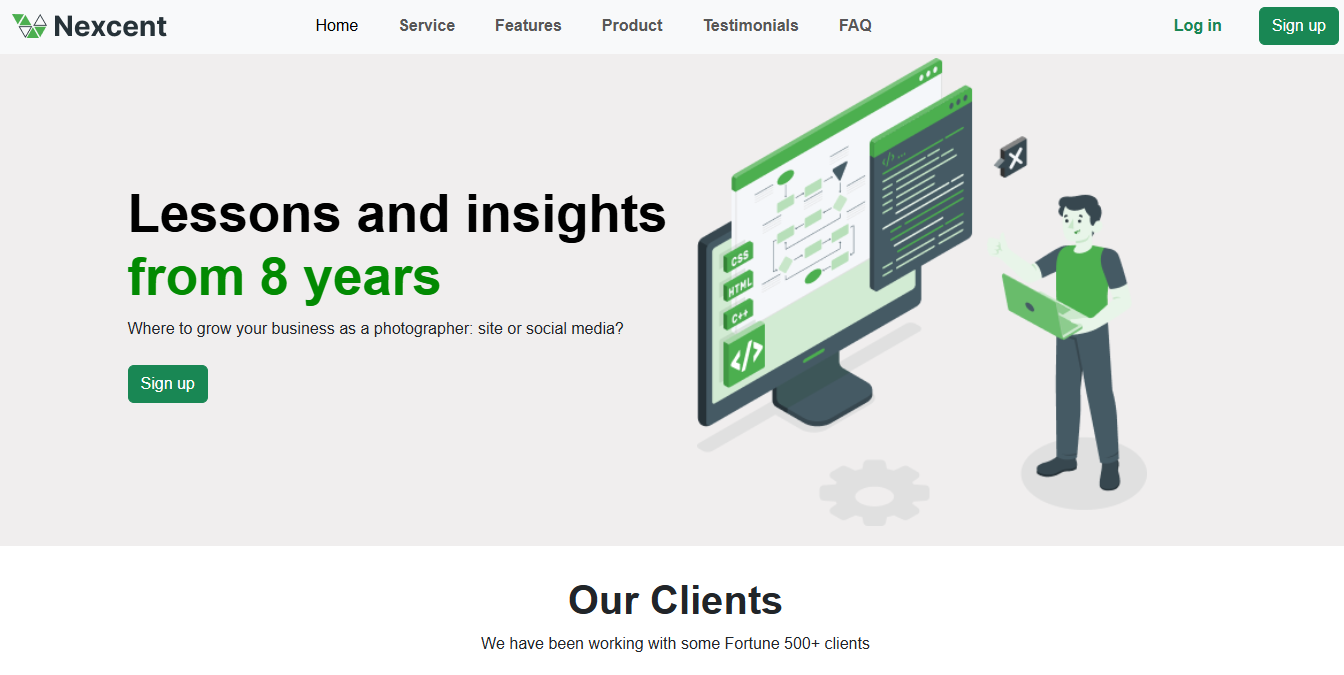 Nexcent
Home
Service
Features
Product
Testimonials
FAQ
Log in
Sign up
Lessons and insights
from 8 years
Where to grow your business as a photographer: site or social media?
Sign up
CSS
HTML
C++
</>
</>...
Our Clients
We have been working with some Fortune 500+ clients